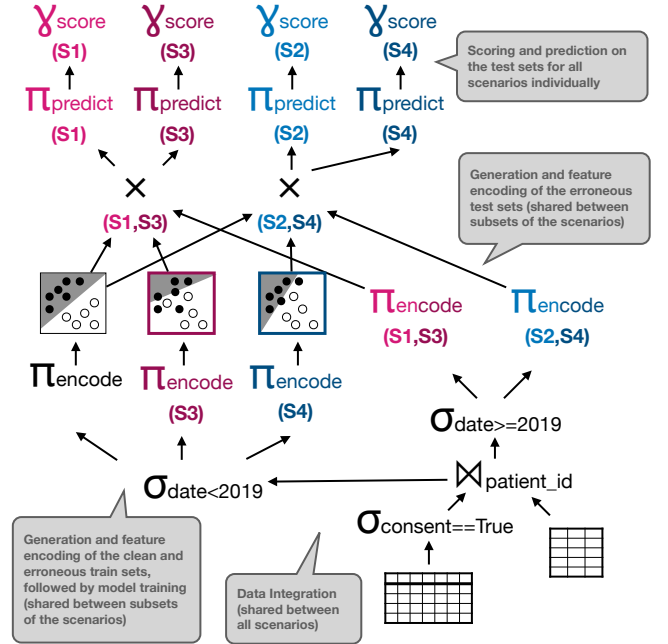 γscore γscore γscore γscore
(S1) (S3) (S2) (S4)
Scoring and prediction on
the test sets for all
scenarios individually
Πpredict Πpredict Πpredict Πpredict
(S1) (S3) (S2) (S4)
× ×
(S1,S3) (S2,S4)
Generation and feature
encoding of the erroneous
test sets (shared between
subsets of the scenarios)
Πencode Πencode
(S1,S3) (S2,S4)
Πencode Πencode Πencode
(S3) (S4)
σdate>=2019
σdate<2019
⋈patient_id
σconsent==True
Generation and feature
encoding of the clean and
erroneous train sets,
followed by model training
(shared between subsets
of the scenarios)
Data Integration
(shared between
all scenarios)